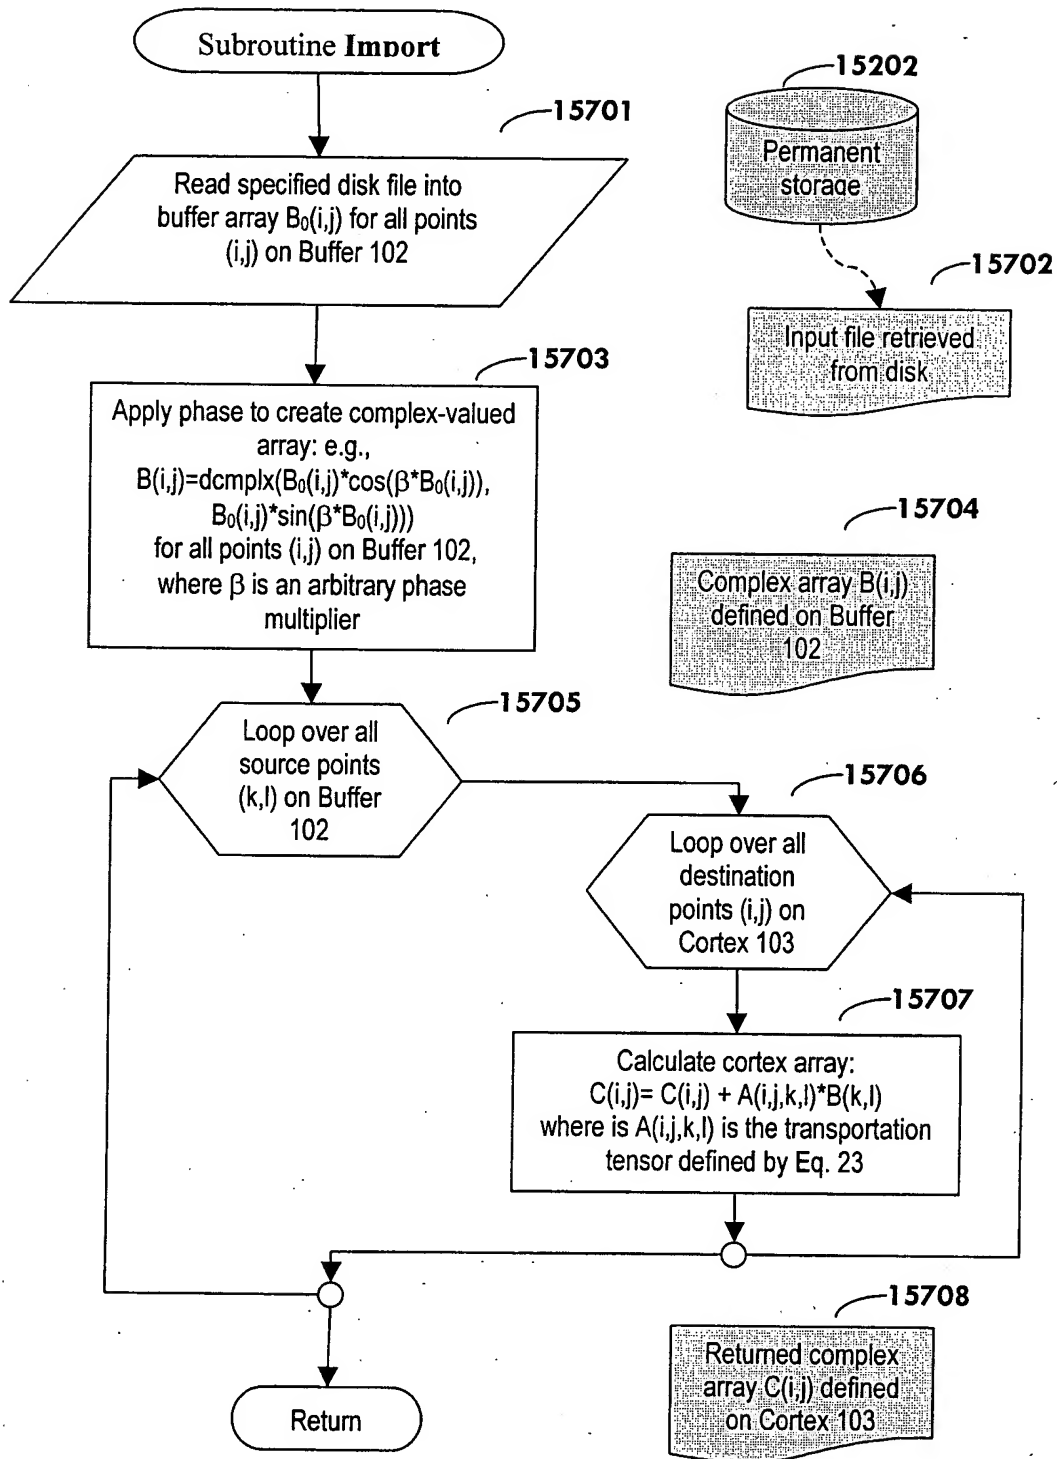 Subroutine Import
15202
15701
Permanent
storage
Read specified disk file into
buffer array B₀(i,j) for all points
(i,j) on Buffer 102
15702
Input file retrieved
from disk
15703
Apply phase to create complex-valued
array: e.g.,
B(i,j)=dcmplx(B₀(i,j)*cos(β*B₀(i,j)),
B₀(i,j)*sin(β*B₀(i,j)))
for all points (i,j) on Buffer 102,
where β is an arbitrary phase
multiplier
15704
Complex array B(i,j)
defined on Buffer
102
15705
Loop over all
source points
(k,l) on Buffer
102
15706
Loop over all
destination
points (i,j) on
Cortex 103
15707
Calculate cortex array:
C(i,j)= C(i,j) + A(i,j,k,l)*B(k,l)
where is A(i,j,k,l) is the transportation
tensor defined by Eq. 23
15708
Returned complex
array C(i,j) defined
on Cortex 103
Return